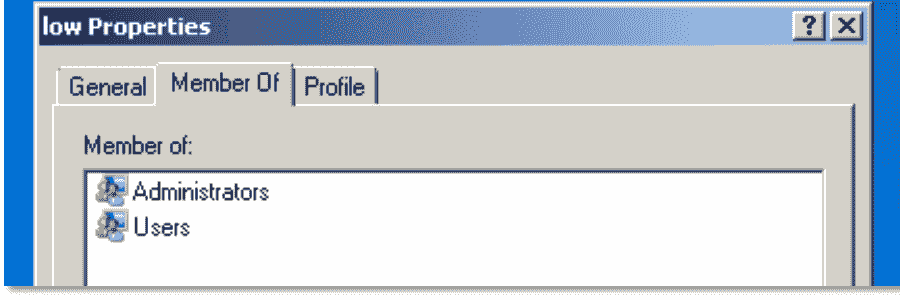 low Properties
General Member Of Profile
Member of:
Administrators
Users